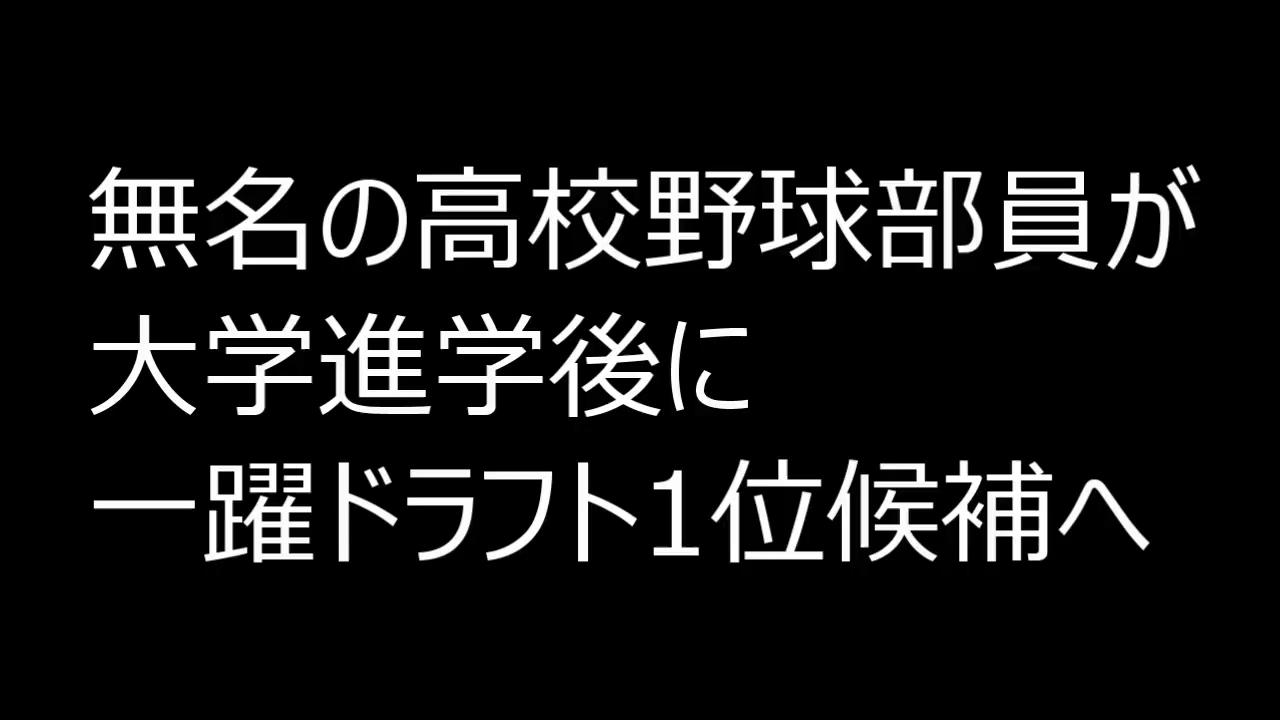 無名の高校野球部員が
大学進学後に
一躍ドラフト1位候補へ